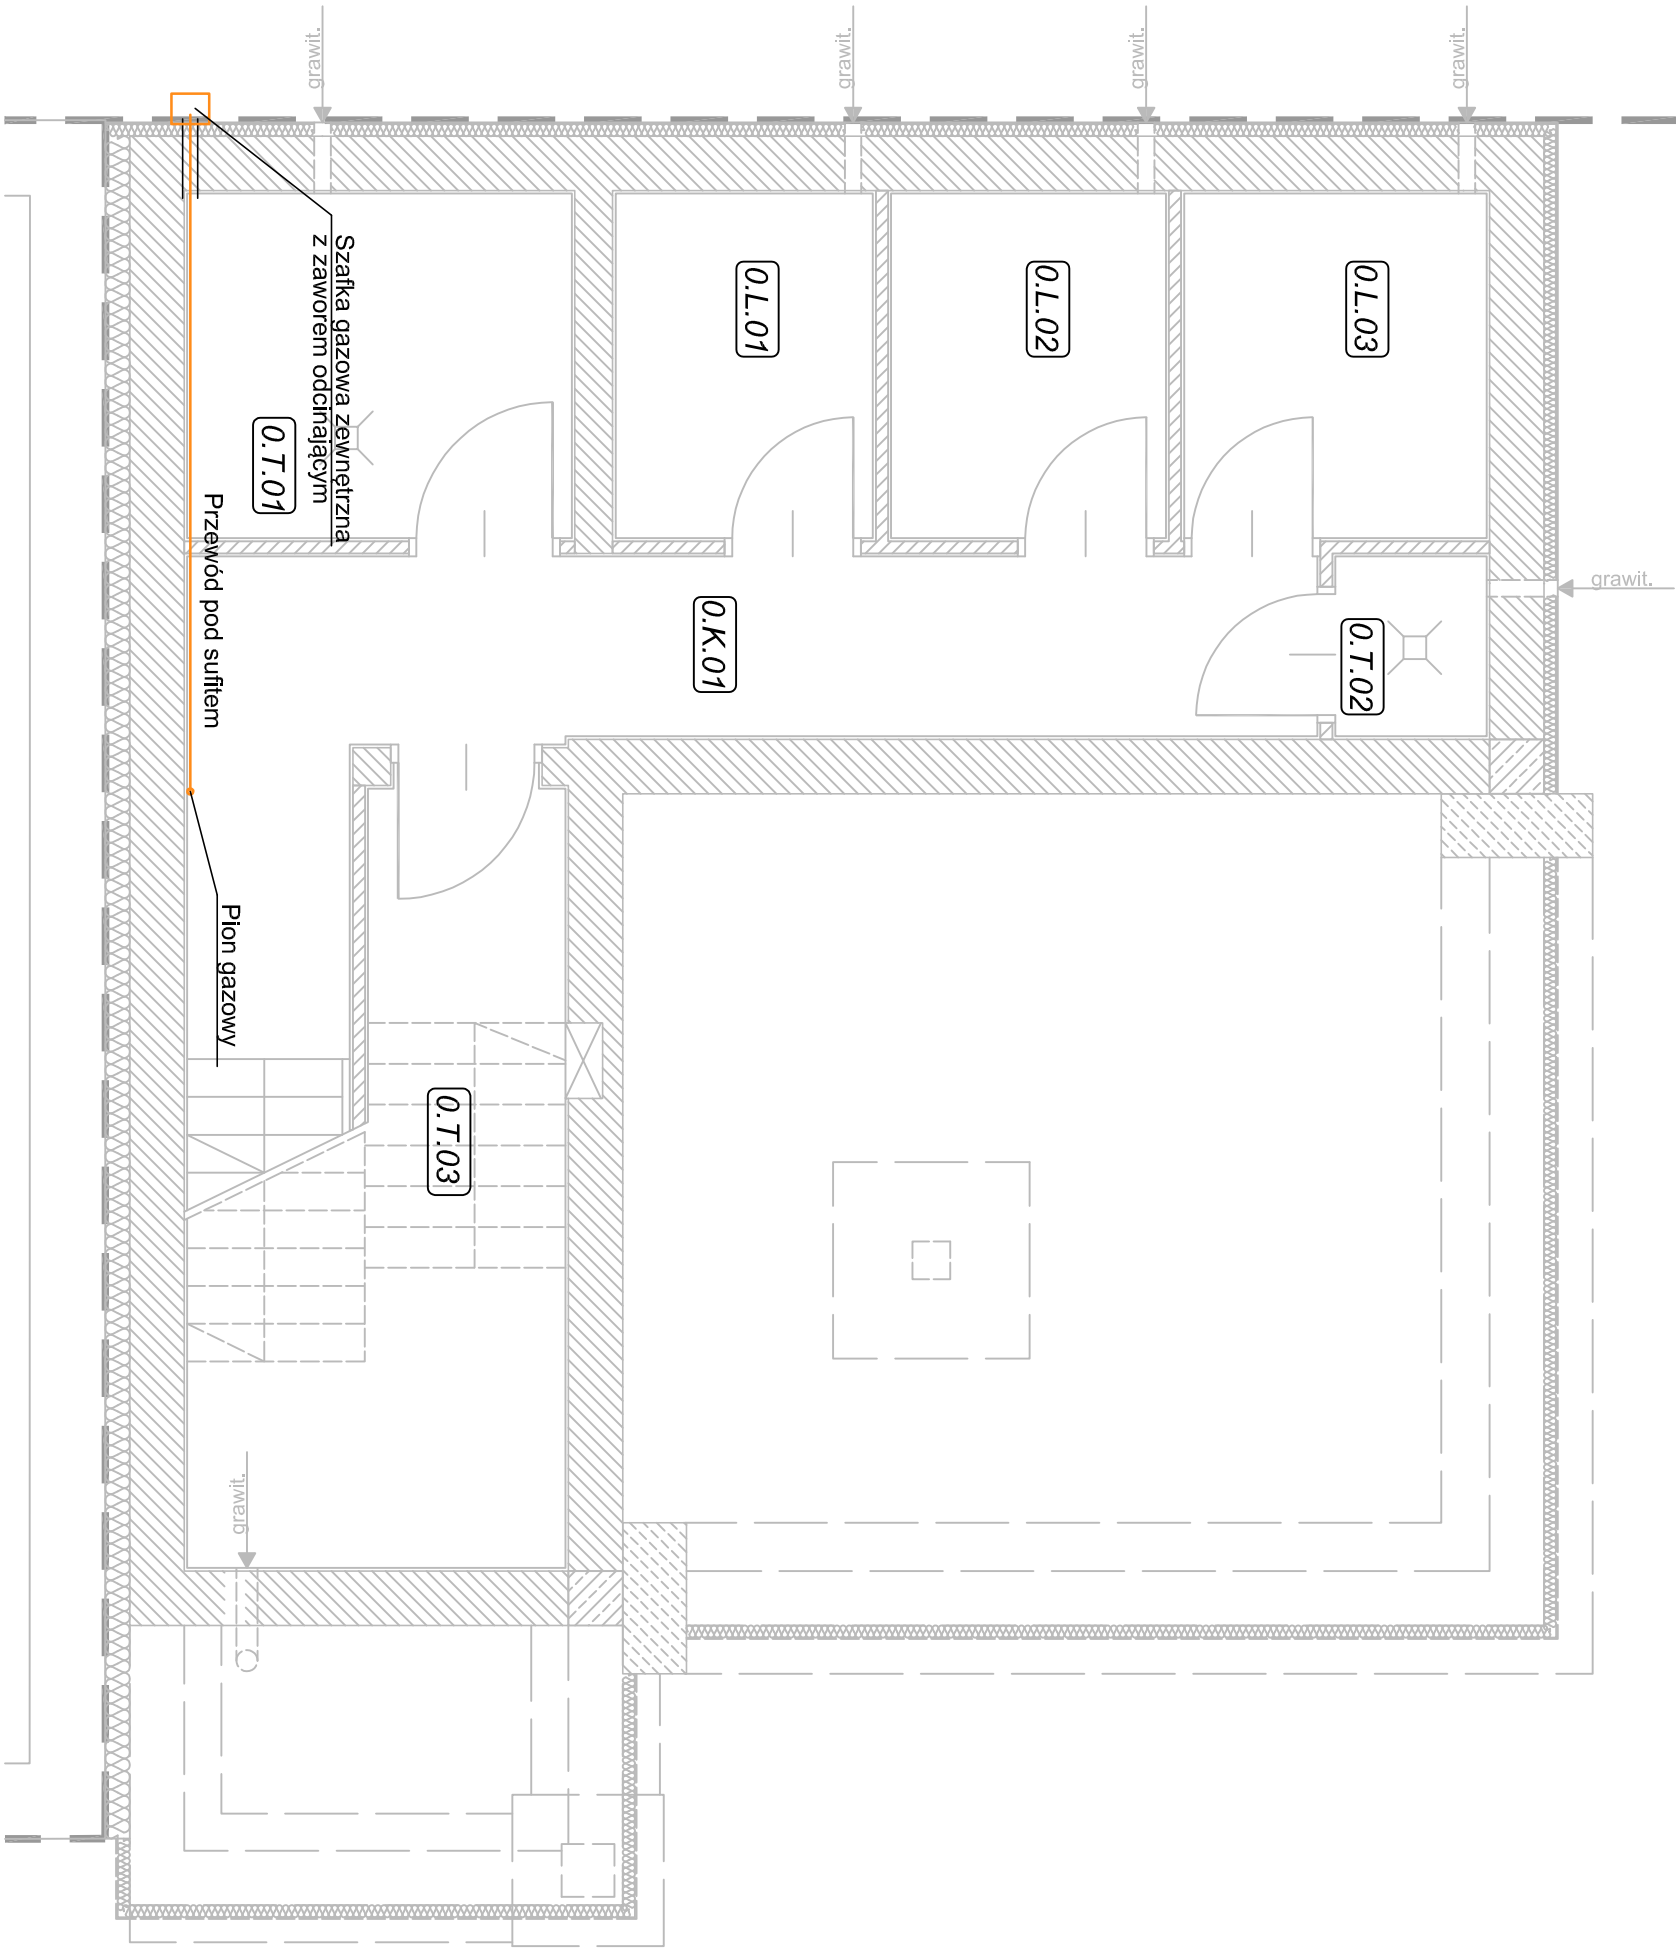 grawit.
grawit.
grawit.
grawit.
Szafka gazowa zewnętrzna
z zaworem odcinającym
0.L.01
0.L.02
0.L.03
0.T.01
Przewód pod sufitem
grawit.
0.K.01
0.T.02
Pion gazowy
0.T.03
grawit.